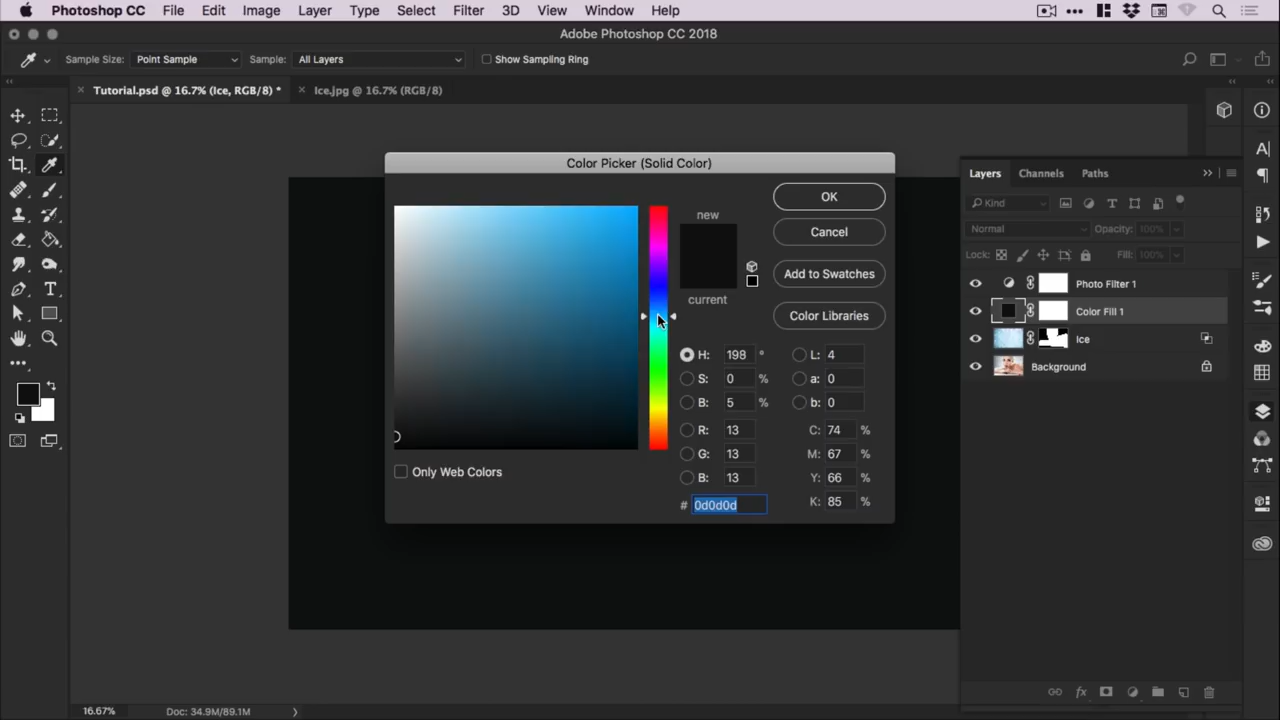 Photoshop CC File Edit Image Layer Type Select Filter 3D View Window Help
Adobe Photoshop CC 2018
Sample Size: Point Sample Sample: All Layers Show Sampling Ring
Tutorial.psd @ 16.7% (Ice, RGB/8) * Ice.jpg @ 16.7% (RGB/8)
Color Picker (Solid Color)
new
current
OK
Cancel
Add to Swatches
Color Libraries
H: 198 ° L: 4
S: 0 % a: 0
B: 5 % b: 0
R: 13 C: 74 %
G: 13 M: 67 %
B: 13 Y: 66 %
# 0d0d0d K: 85 %
Only Web Colors
Layers Channels Paths
Kind
Normal Opacity: 100%
Lock: Fill: 100%
Photo Filter 1
Color Fill 1
Ice
Background
16.67% Doc: 34.9M/89.1M